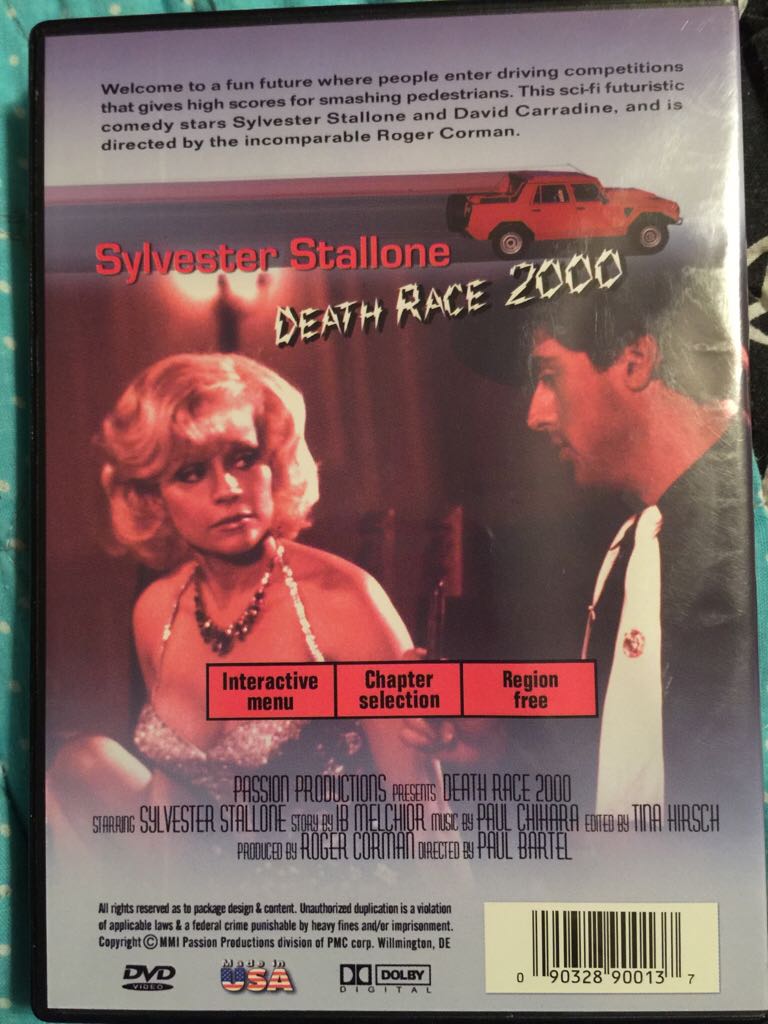 Welcome to a fun future where people enter driving competitions
that gives high scores for smashing pedestrians. This sci-fi futuristic
comedy stars Sylvester Stallone and David Carradine, and is
directed by the incomparable Roger Corman.
Sylvester Stallone
DEATH RACE 2000
Interactive menu
Chapter selection
Region free
PASSION PRODUCTIONS PRESENTS DEATH RACE 2000
STARRING SYLVESTER STALLONE STORY BY IB MELCHIOR MUSIC BY PAUL CHIHARA EDITED BY TINA HIRSCH
PRODUCED BY ROGER CORMAN DIRECTED BY PAUL BARTEL
All rights reserved as to package design & content. Unauthorized duplication is a violation
of applicable laws & a federal crime punishable by heavy fines and/or imprisonment.
Copyright © MMI Passion Productions division of PMC corp. Willmington, DE
DVD VIDEO
Made in USA
DOLBY DIGITAL
0 90328 90013 7